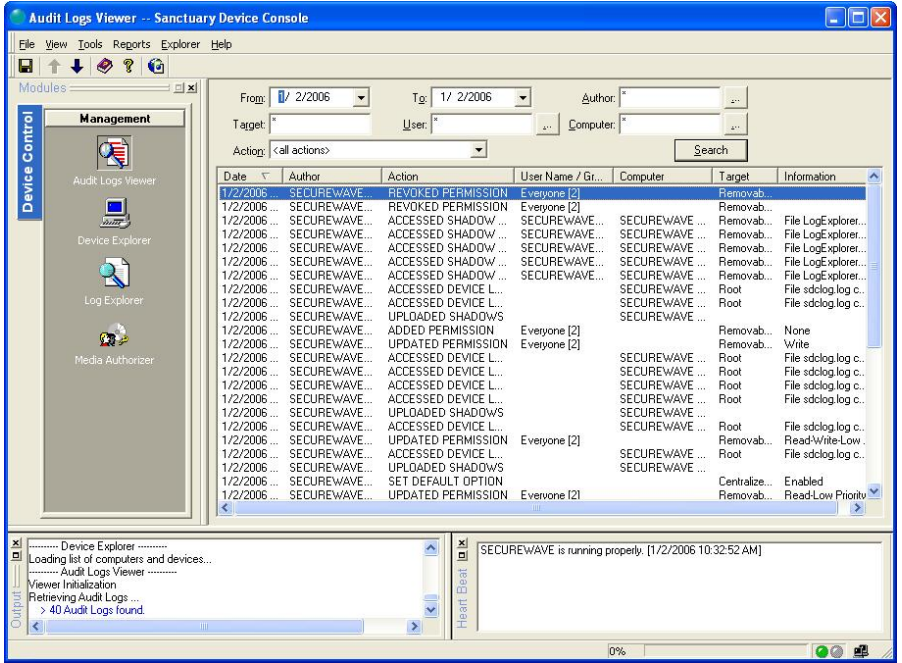 Audit Logs Viewer -- Sanctuary Device Console
File View Tools Reports Explorer Help
Modules
Device Control
Management
Audit Logs Viewer
Device Explorer
Log Explorer
Media Authorizer
From: 1/ 2/2006 To: 1/ 2/2006 Author: * ...
Target: * User: * ... Computer: * ...
Action: <all actions> Search
Date Author Action User Name / Gr... Computer Target Information
1/2/2006 ... SECUREWAVE... REVOKED PERMISSION Everyone [2] Removab...
1/2/2006 ... SECUREWAVE... REVOKED PERMISSION Everyone [2] Removab...
1/2/2006 ... SECUREWAVE... ACCESSED SHADOW ... SECUREWAVE... SECUREWAVE ... Removab... File LogExplorer...
1/2/2006 ... SECUREWAVE... ACCESSED SHADOW ... SECUREWAVE... SECUREWAVE ... Removab... File LogExplorer...
1/2/2006 ... SECUREWAVE... ACCESSED SHADOW ... SECUREWAVE... SECUREWAVE ... Removab... File LogExplorer...
1/2/2006 ... SECUREWAVE... ACCESSED SHADOW ... SECUREWAVE... SECUREWAVE ... Removab... File LogExplorer...
1/2/2006 ... SECUREWAVE... ACCESSED SHADOW ... SECUREWAVE... SECUREWAVE ... Removab... File LogExplorer...
1/2/2006 ... SECUREWAVE... ACCESSED DEVICE L... SECUREWAVE ... Root File sdclog.log c...
1/2/2006 ... SECUREWAVE... ACCESSED DEVICE L... SECUREWAVE ... Root File sdclog.log c...
1/2/2006 ... SECUREWAVE... UPLOADED SHADOWS SECUREWAVE ...
1/2/2006 ... SECUREWAVE... ADDED PERMISSION Everyone [2] Removab... None
1/2/2006 ... SECUREWAVE... UPDATED PERMISSION Everyone [2] Removab... Write
1/2/2006 ... SECUREWAVE... ACCESSED DEVICE L... SECUREWAVE ... Root File sdclog.log c...
1/2/2006 ... SECUREWAVE... ACCESSED DEVICE L... SECUREWAVE ... Root File sdclog.log c...
1/2/2006 ... SECUREWAVE... ACCESSED DEVICE L... SECUREWAVE ... Root File sdclog.log c...
1/2/2006 ... SECUREWAVE... ACCESSED DEVICE L... SECUREWAVE ... Root File sdclog.log c...
1/2/2006 ... SECUREWAVE... UPLOADED SHADOWS SECUREWAVE ...
1/2/2006 ... SECUREWAVE... ACCESSED DEVICE L... SECUREWAVE ... Root File sdclog.log c...
1/2/2006 ... SECUREWAVE... UPDATED PERMISSION Everyone [2] Removab... Read-Write-Low .
1/2/2006 ... SECUREWAVE... ACCESSED DEVICE L... SECUREWAVE ... Root File sdclog.log c...
1/2/2006 ... SECUREWAVE... UPLOADED SHADOWS SECUREWAVE ...
1/2/2006 ... SECUREWAVE... SET DEFAULT OPTION Centralize... Enabled
1/2/2006 ... SECUREWAVE... UPDATED PERMISSION Everyone [2] Removab... Read-Low Priority
Output
---------- Device Explorer ----------
Loading list of computers and devices...
---------- Audit Logs Viewer ----------
Viewer Initialization
Retrieving Audit Logs ...
> 40 Audit Logs found.
Heart Beat
SECUREWAVE is running properly. [1/2/2006 10:32:52 AM]
0%